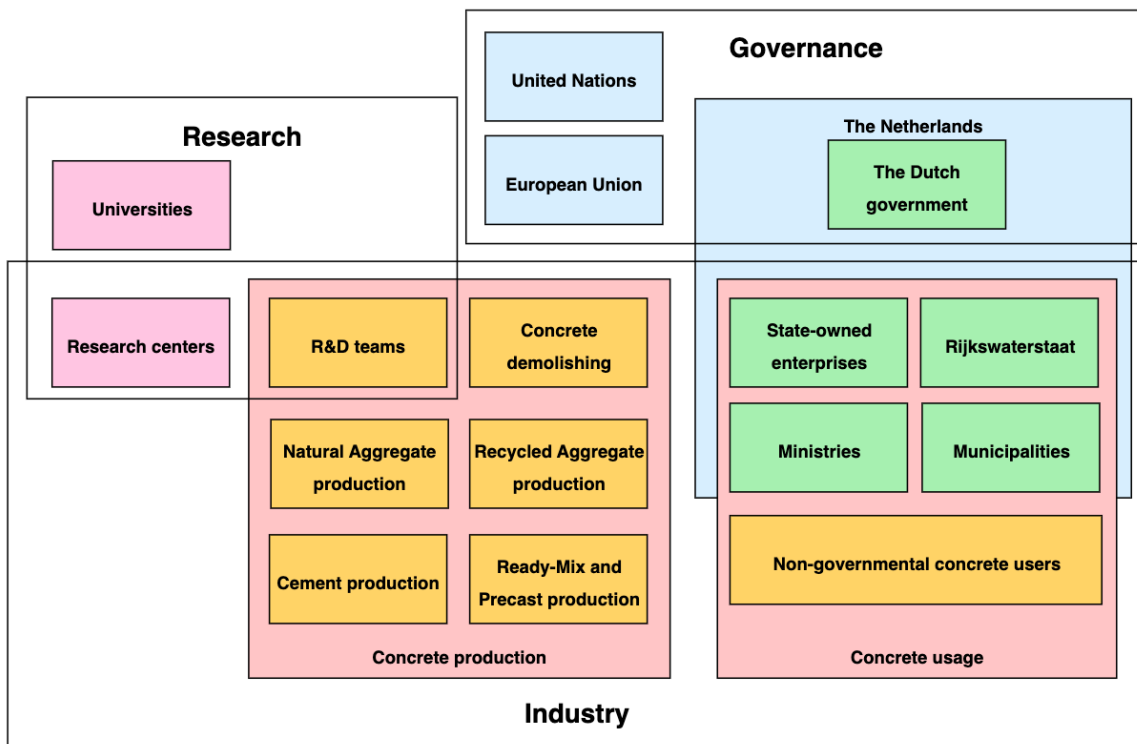 Governance
United Nations
European Union
The Netherlands
The Dutch
government
Research
Universities
Research centers
R&D teams
Concrete
demolishing
Natural Aggregate
production
Recycled Aggregate
production
Cement production
Ready-Mix and
Precast production
Concrete production
State-owned
enterprises
Rijkswaterstaat
Ministries
Municipalities
Non-governmental concrete users
Concrete usage
Industry